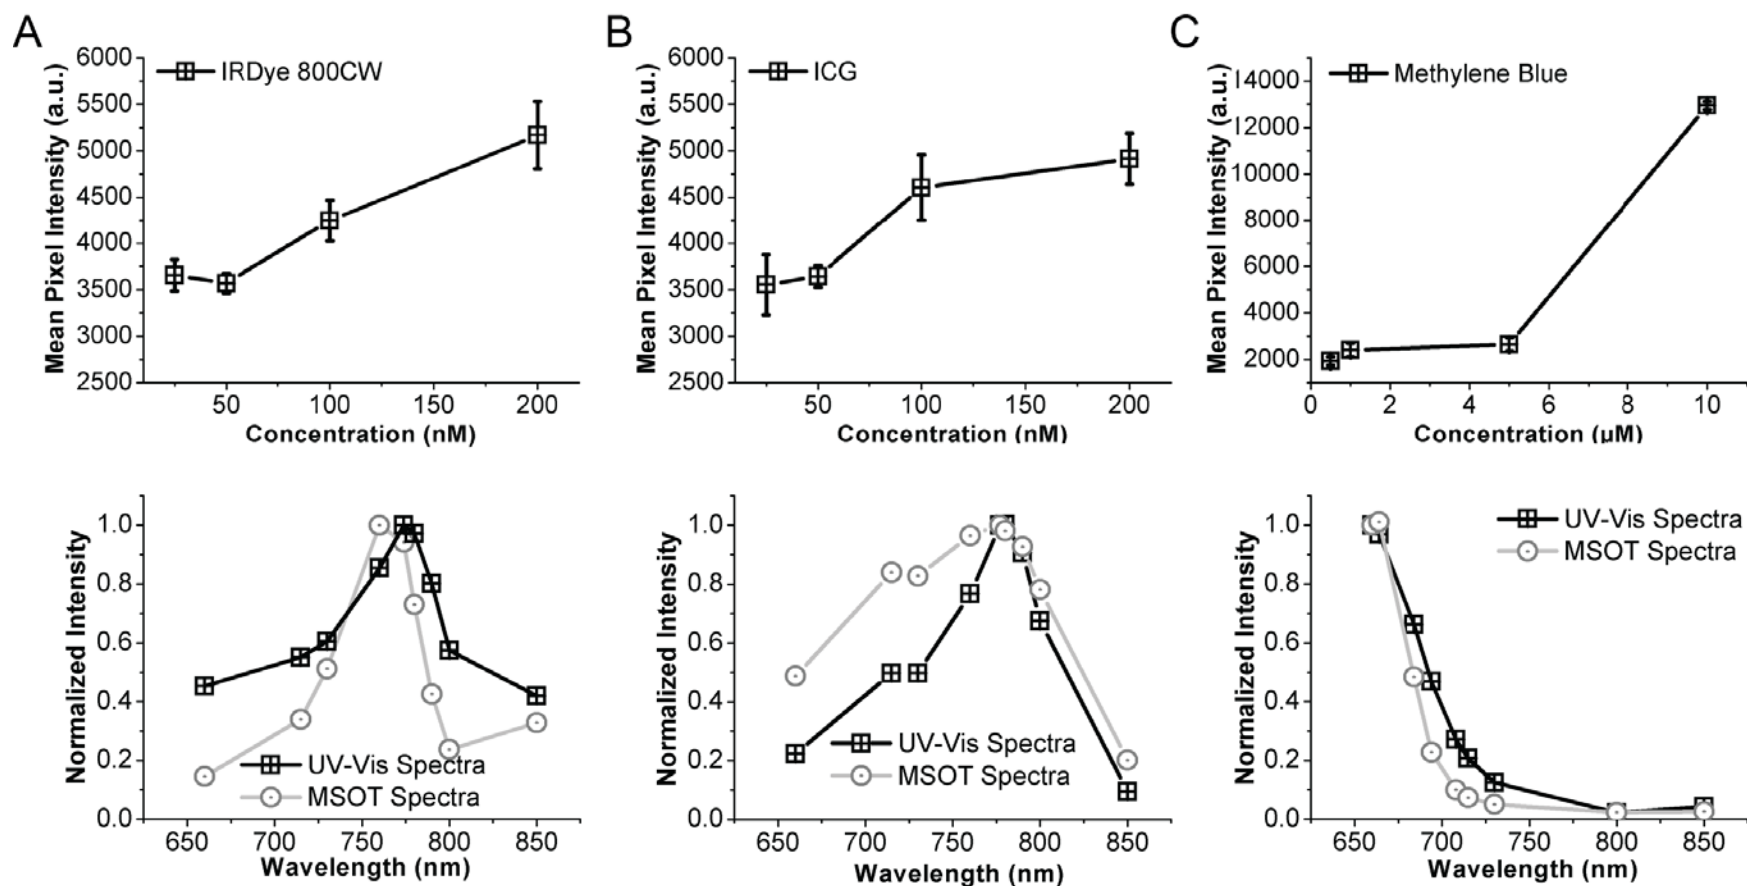 A
Mean Pixel Intensity (a.u.)
6000
5500
5000
4500
4000
3500
3000
2500
IRDye 800CW
50 100 150 200
Concentration (nM)
B
Mean Pixel Intensity (a.u.)
6000
5500
5000
4500
4000
3500
3000
2500
ICG
50 100 150 200
Concentration (nM)
C
Mean Pixel Intensity (a.u.)
14000
12000
10000
8000
6000
4000
2000
Methylene Blue
0 2 4 6 8 10
Concentration (µM)
Normalized Intensity
1.0
0.8
0.6
0.4
0.2
0.0
UV-Vis Spectra
MSOT Spectra
650 700 750 800 850
Wavelength (nm)
Normalized Intensity
1.0
0.8
0.6
0.4
0.2
0.0
UV-Vis Spectra
MSOT Spectra
650 700 750 800 850
Wavelength (nm)
Normalized Intensity
1.0
0.8
0.6
0.4
0.2
0.0
UV-Vis Spectra
MSOT Spectra
650 700 750 800 850
Wavelength (nm)